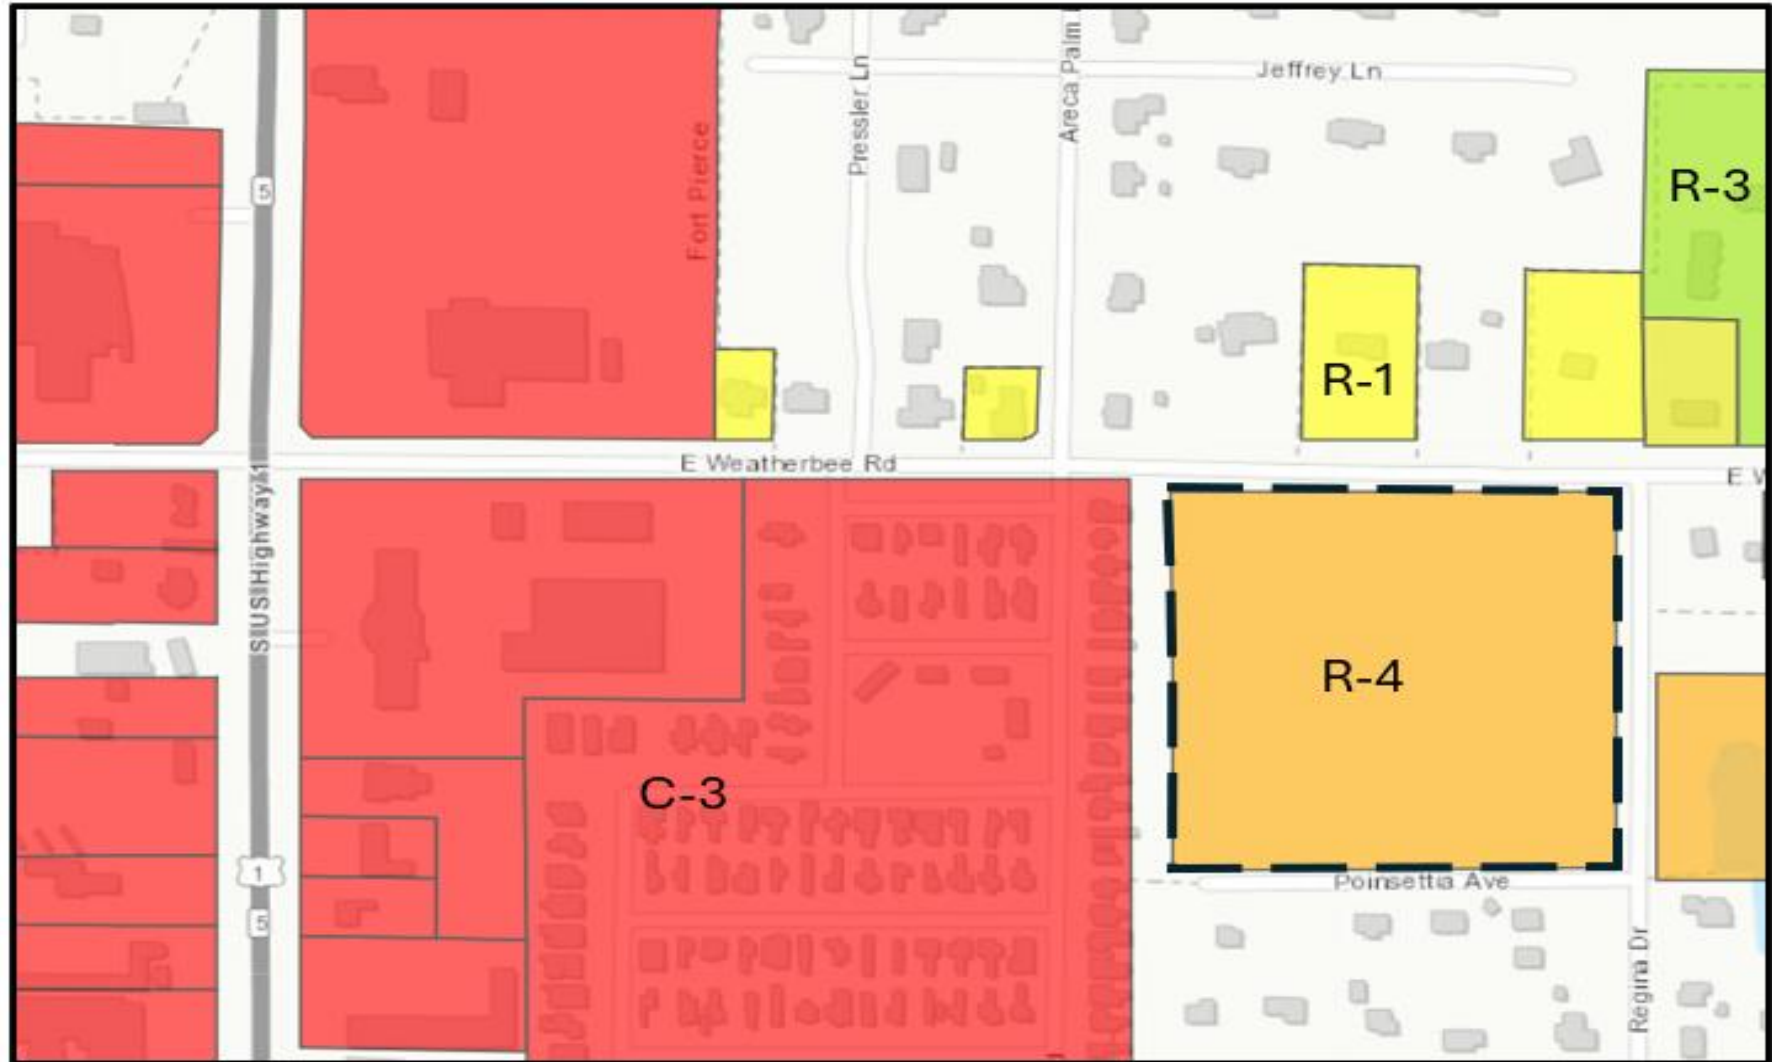 Jeffrey Ln
Areca Palm
Pressler Ln
Fort Pierce
5
R-3
R-1
E Weatherbee Rd
E W
S US Highway 1
R-4
C-3
1
5
Poinsettia Ave
Regina Dr